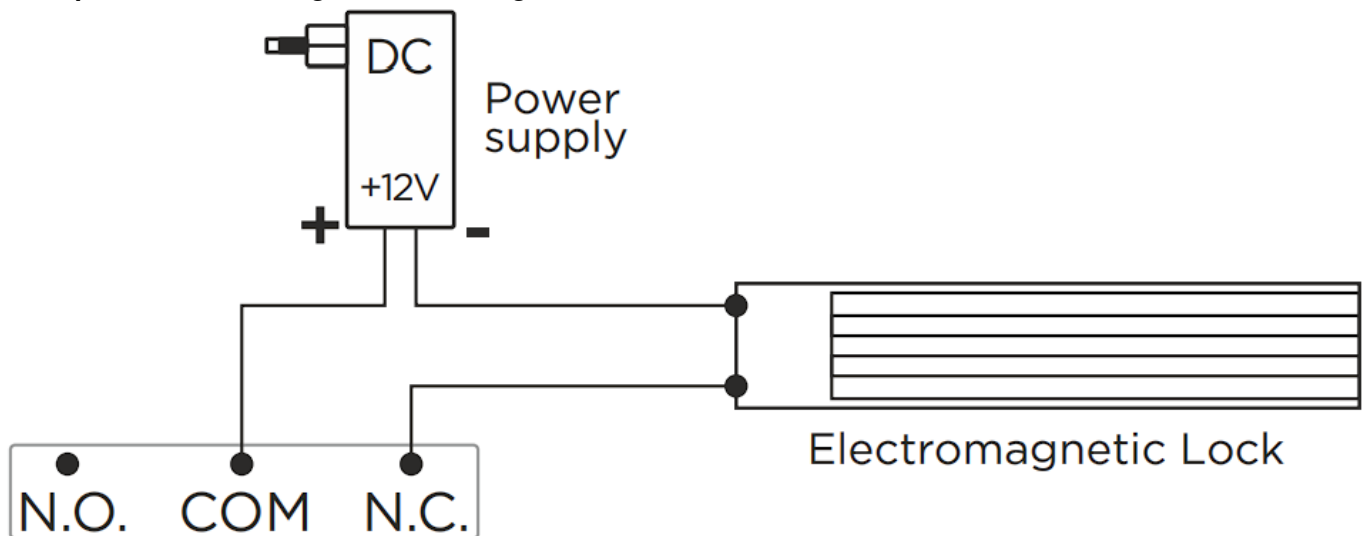 DC
Power
supply
+12V
+ -
Electromagnetic Lock
N.O. COM N.C.